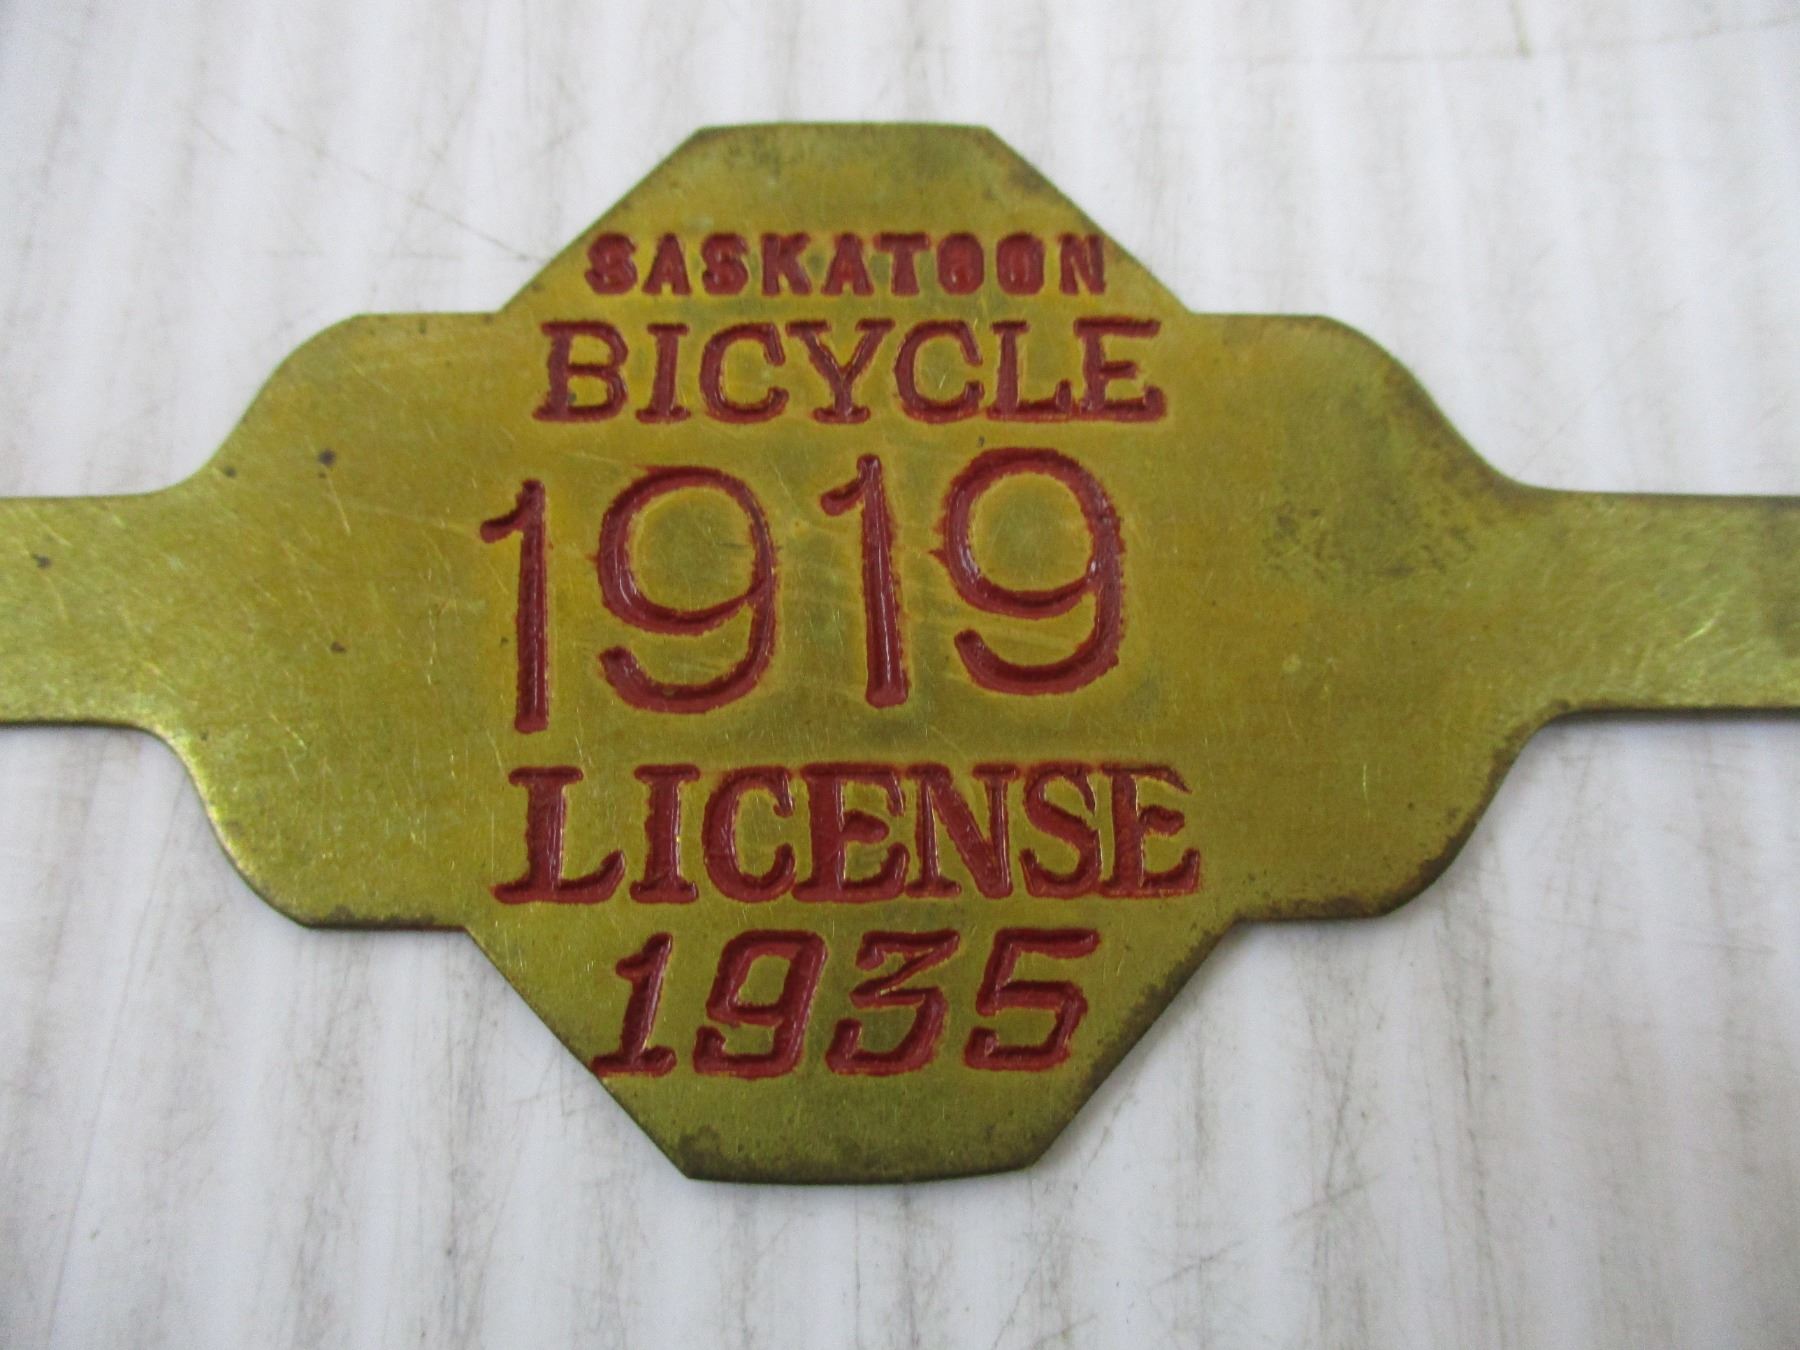 SASKATOON
BICYCLE
1919
LICENSE
1935